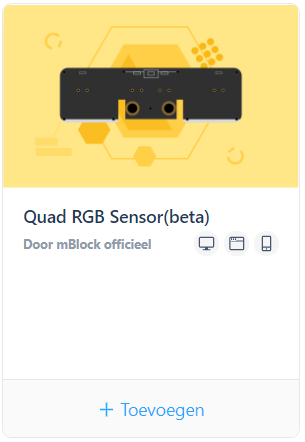 Quad RGB Sensor(beta)
Door mBlock officieel
+ Toevoegen